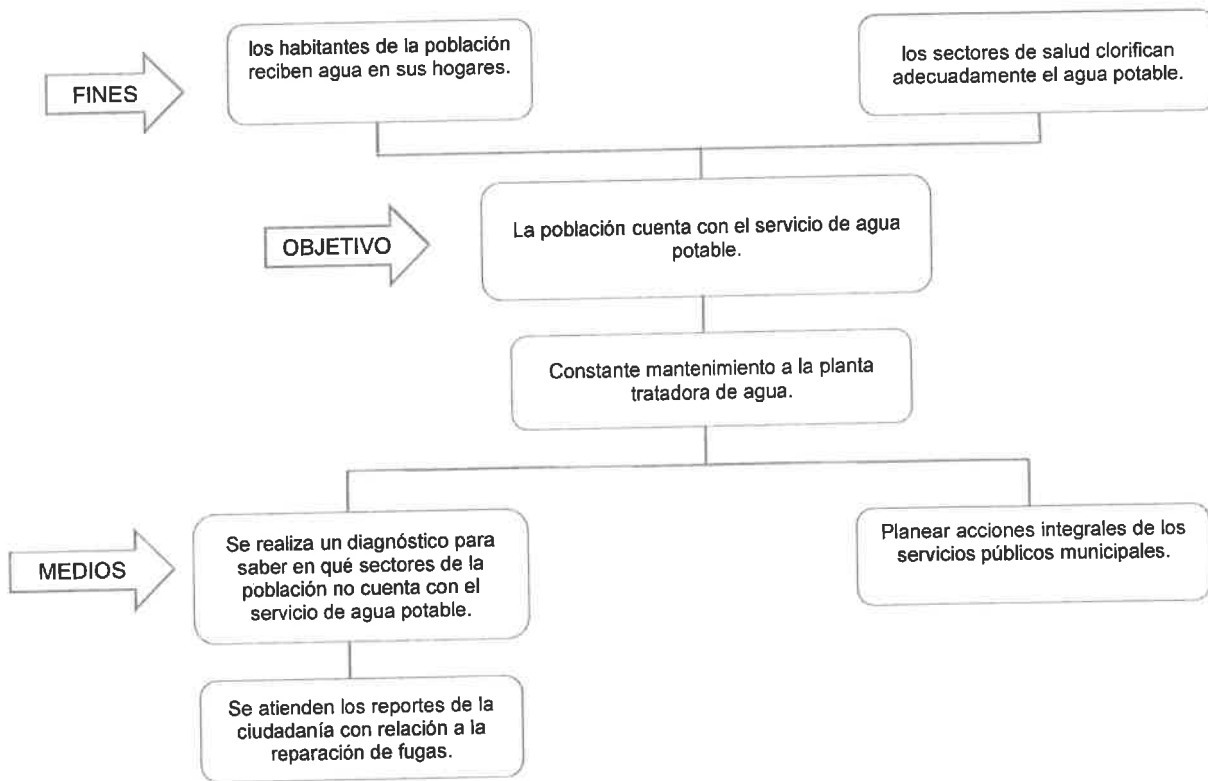 FINES
los habitantes de la población
reciben agua en sus hogares.
los sectores de salud clorifican
adecuadamente el agua potable.
OBJETIVO
La población cuenta con el servicio de agua
potable.
Constante mantenimiento a la planta
tratadora de agua.
MEDIOS
Se realiza un diagnóstico para
saber en qué sectores de la
población no cuenta con el
servicio de agua potable.
Planear acciones integrales de los
servicios públicos municipales.
Se atienden los reportes de la
ciudadanía con relación a la
reparación de fugas.